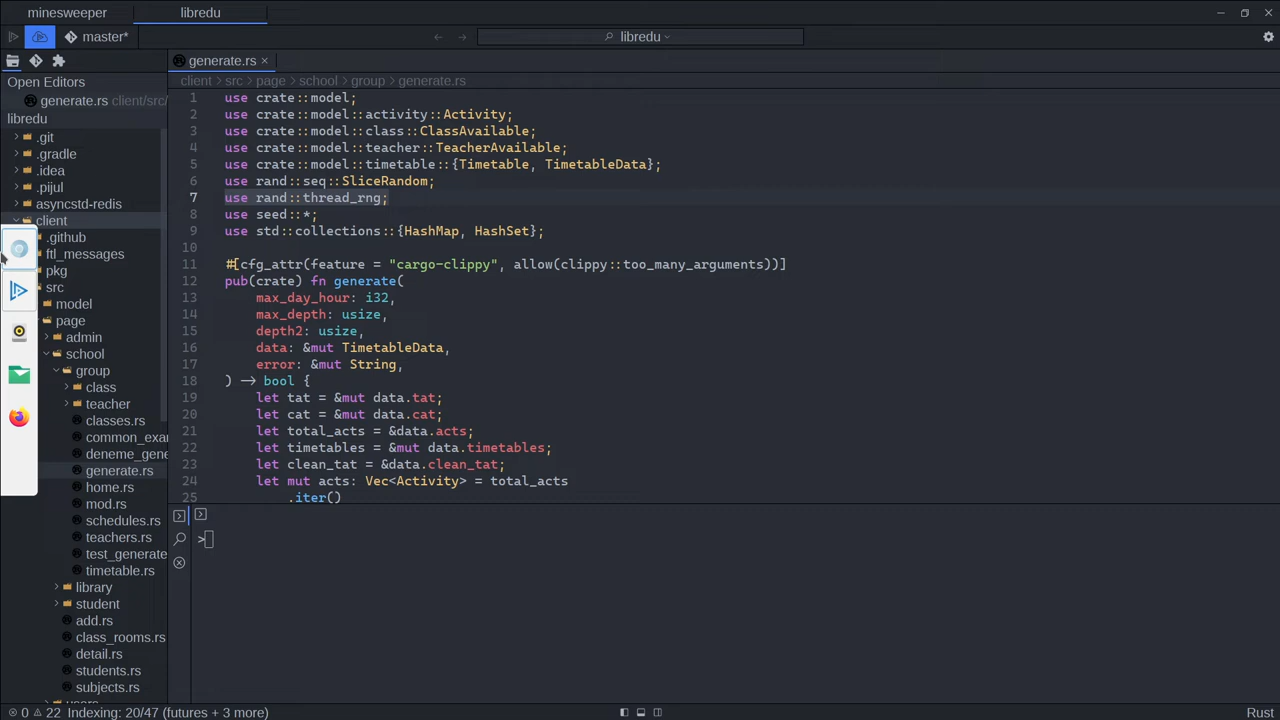 minesweeper
libredu
master*
libredu
generate.rs
Open Editors
generate.rs client/src/
libredu
.git
.gradle
.idea
.pijul
asyncstd-redis
client
.github
ftl_messages
pkg
src
model
page
admin
school
group
class
teacher
classes.rs
common_exa
deneme_gene
generate.rs
home.rs
mod.rs
schedules.rs
teachers.rs
test_generate
timetable.rs
library
student
add.rs
class_rooms.rs
detail.rs
students.rs
subjects.rs
client src page school group generate.rs
1 use crate::model;
2 use crate::model::activity::Activity;
3 use crate::model::class::ClassAvailable;
4 use crate::model::teacher::TeacherAvailable;
5 use crate::model::timetable::{Timetable, TimetableData};
6 use rand::seq::SliceRandom;
7 use rand::thread_rng;
8 use seed::*;
9 use std::collections::{HashMap, HashSet};
10
11 #[cfg_attr(feature = "cargo-clippy", allow(clippy::too_many_arguments))]
12 pub(crate) fn generate(
13 max_day_hour: i32,
14 max_depth: usize,
15 depth2: usize,
16 data: &mut TimetableData,
17 error: &mut String,
18 ) -> bool {
19 let tat = &mut data.tat;
20 let cat = &mut data.cat;
21 let total_acts = &data.acts;
22 let timetables = &mut data.timetables;
23 let clean_tat = &data.clean_tat;
24 let mut acts: Vec<Activity> = total_acts
25 .iter()
>
0 22 Indexing: 20/47 (futures + 3 more)
Rust